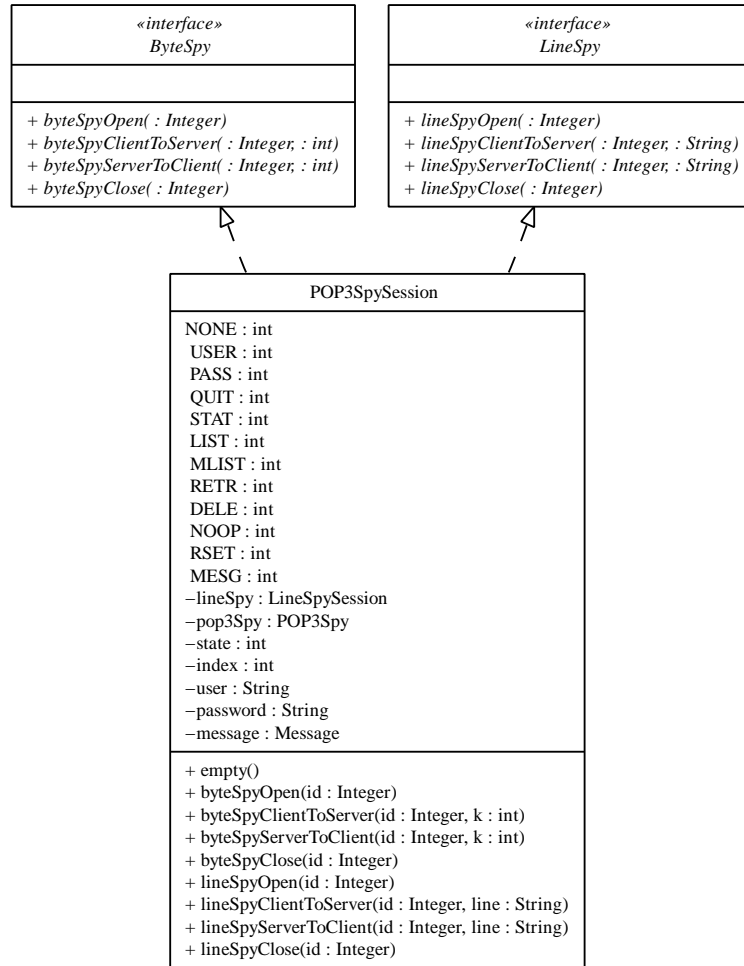 «interface»
ByteSpy
+ byteSpyOpen( : Integer)
+ byteSpyClientToServer( : Integer, : int)
+ byteSpyServerToClient( : Integer, : int)
+ byteSpyClose( : Integer)
«interface»
LineSpy
+ lineSpyOpen( : Integer)
+ lineSpyClientToServer( : Integer, : String)
+ lineSpyServerToClient( : Integer, : String)
+ lineSpyClose( : Integer)
POP3SpySession
NONE : int
USER : int
PASS : int
QUIT : int
STAT : int
LIST : int
MLIST : int
RETR : int
DELE : int
NOOP : int
RSET : int
MESG : int
−lineSpy : LineSpySession
−pop3Spy : POP3Spy
−state : int
−index : int
−user : String
−password : String
−message : Message
+ empty()
+ byteSpyOpen(id : Integer)
+ byteSpyClientToServer(id : Integer, k : int)
+ byteSpyServerToClient(id : Integer, k : int)
+ byteSpyClose(id : Integer)
+ lineSpyOpen(id : Integer)
+ lineSpyClientToServer(id : Integer, line : String)
+ lineSpyServerToClient(id : Integer, line : String)
+ lineSpyClose(id : Integer)